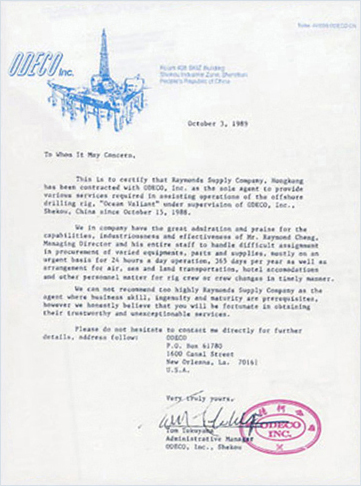 ODECO Inc.
Room 428 SKIZ Building
Shekou Industrial Zone, Shenzhen
People's Republic of China
October 3, 1989
To Whom It May Concern,
This is to certify that Raymonds Supply Company, Hongkong
has been contracted with ODECO, Inc. as the sole agent to provide
various services required in assisting operations of the offshore
drilling rig, "Ocean Valiant" under supervision of ODECO, Inc.,
Shekou, China since October 15, 1988.
We in company have the great admiration and praise for the
capabilities, industriousness and effectiveness of Mr. Raymond Cheng,
Managing Director and his entire staff to handle difficult assignment
in procurement of varied equipments, parts and supplies, mostly on an
urgent basis for 24 hours a day operation, 365 days per year as well as
arrangement for air, sea and land transportation, hotel accomodations
and other personnel matter for rig crew or crew changes in timely manner.
We can not recommend too highly Raymonds Supply Company as the
agent where business skill, ingenuity and maturity are prerequisites,
however we honestly believe that you will be fortunate in obtaining
their trustworthy and unexceptionable services.
Please do not hesitate to contact me directly for further
details, address follow: ODECO
P.O. Box 61780
1600 Canal Street
New Orleans, La. 70161
U.S.A.
Very truly yours,
Tom Takuyama
Administrative Manager
ODECO, Inc., Shekou
ODECO
INC.